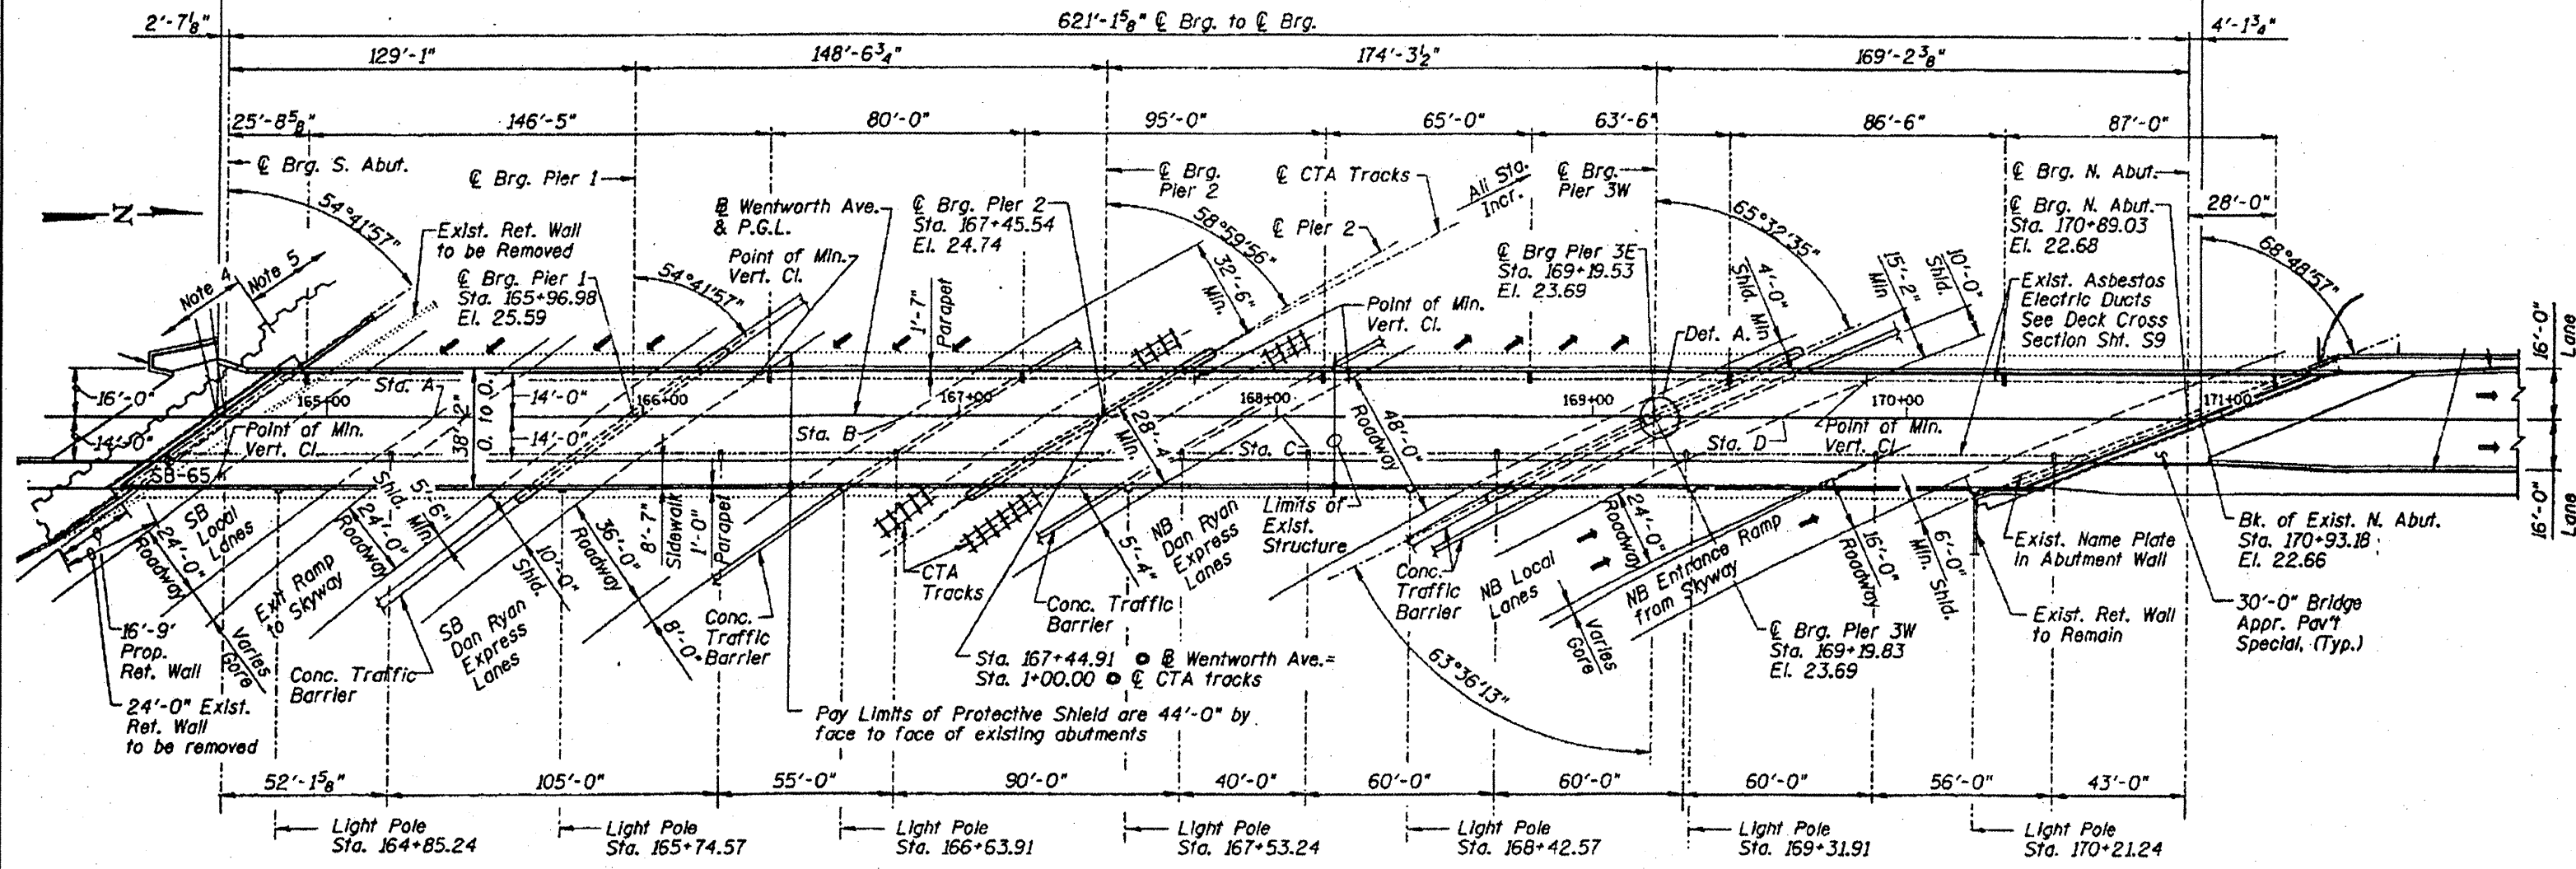 2'-7⅛"
621'-1⅝" ℄ Brg. to ℄ Brg.
4'-1¾"
129'-1"
148'-6¾"
174'-3½"
169'-2⅜"
25'-8⅝"
146'-5"
80'-0"
95'-0"
65'-0"
63'-6"
86'-6"
87'-0"
℄ Brg. S. Abut.
℄ Brg. Pier 1
℄ Brg.
Pier 2
℄ CTA Tracks
All Sta.
Incr.
℄ Brg.
Pier 3W
℄ Brg. N. Abut.
28'-0"
N
54°41'57"
Exist. Ret. Wall
to be Removed
℄ Brg. Pier 1
Sta. 165+96.98
El. 25.59
54°41'57"
B Wentworth Ave.
& P.G.L.
Point of Min.
Vert. Cl.
℄ Brg. Pier 2
Sta. 167+45.54
El. 24.74
1'-7"
Parapet
58°59'56"
℄ Pier 2
32'-6"
Min.
Point of Min.
Vert. Cl.
℄ Brg Pier 3E
Sta. 169+19.53
El. 23.69
65°32'35"
4'-0"
Shld. Min
15'-2"
Min
10'-0"
Shld.
Det. A.
℄ Brg. N. Abut.
Sta. 170+89.03
El. 22.68
Exist. Asbestos
Electric Ducts
See Deck Cross
Section Sht. S9
68°48'57"
16'-0"
Lane
16'-0"
Lane
Note 4
Note 5
16'-0"
14'-0"
Sta. A
165+00
38'-2"
O. to O.
14'-0"
14'-0"
166+00
167+00
168+00
169+00
170+00
171+00
Sta. B
Sta. C
Sta. D
Point of Min.
Vert. Cl.
SB-65
28'-4"
Min.
48'-0"
Roadway
Point of Min.
Vert. Cl.
SB
Local
Lanes
24'-0"
Roadway
Varies
Gore
Exit Ramp
to Skyway
24'-0"
Roadway
5'-6"
Shld. Min.
10'-0"
Shld.
36'-0"
Roadway
8'-0"
SB
Dan Ryan
Express
Lanes
8'-7"
Sidewalk
1'-0"
Parapet
Conc.
Traffic
Barrier
CTA
Tracks
Conc. Traffic
Barrier
5'-4"
NB
Dan Ryan
Express
Lanes
Limits of
Exist.
Structure
Conc.
Traffic
Barrier
NB Local
Lanes
24'-0"
Roadway
NB Entrance Ramp
from Skyway
Varies
Gore
16'-0"
Roadway
6'-0"
Min. Shld.
Exist. Name Plate
in Abutment Wall
Exist. Ret. Wall
to Remain
Bk. of Exist. N. Abut.
Sta. 170+93.18
El. 22.66
30'-0" Bridge
Appr. Pav't
Special. (Typ.)
16'-9'
Prop.
Ret. Wall
24'-0" Exist.
Ret. Wall
to be removed
Conc. Traffic
Barrier
Sta. 167+44.91 @ B Wentworth Ave.=
Sta. 1+00.00 @ ℄ CTA tracks
Pay Limits of Protective Shield are 44'-0" by
face to face of existing abutments
63°36'13"
℄ Brg. Pier 3W
Sta. 169+19.83
El. 23.69
52'-1⅝"
105'-0"
55'-0"
90'-0"
40'-0"
60'-0"
60'-0"
60'-0"
56'-0"
43'-0"
Light Pole
Sta. 164+85.24
Light Pole
Sta. 165+74.57
Light Pole
Sta. 166+63.91
Light Pole
Sta. 167+53.24
Light Pole
Sta. 168+42.57
Light Pole
Sta. 169+31.91
Light Pole
Sta. 170+21.24